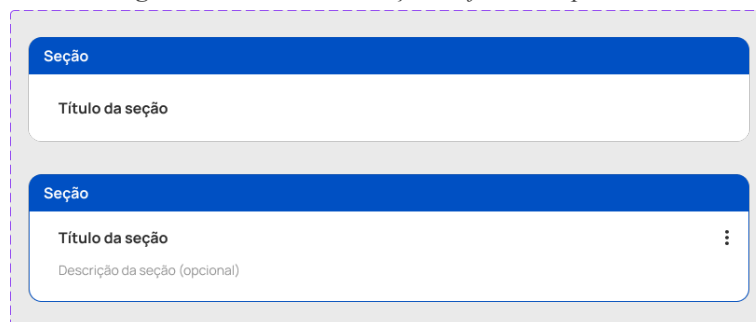 Seção
Título da seção
Seção
Título da seção
Descrição da seção (opcional)